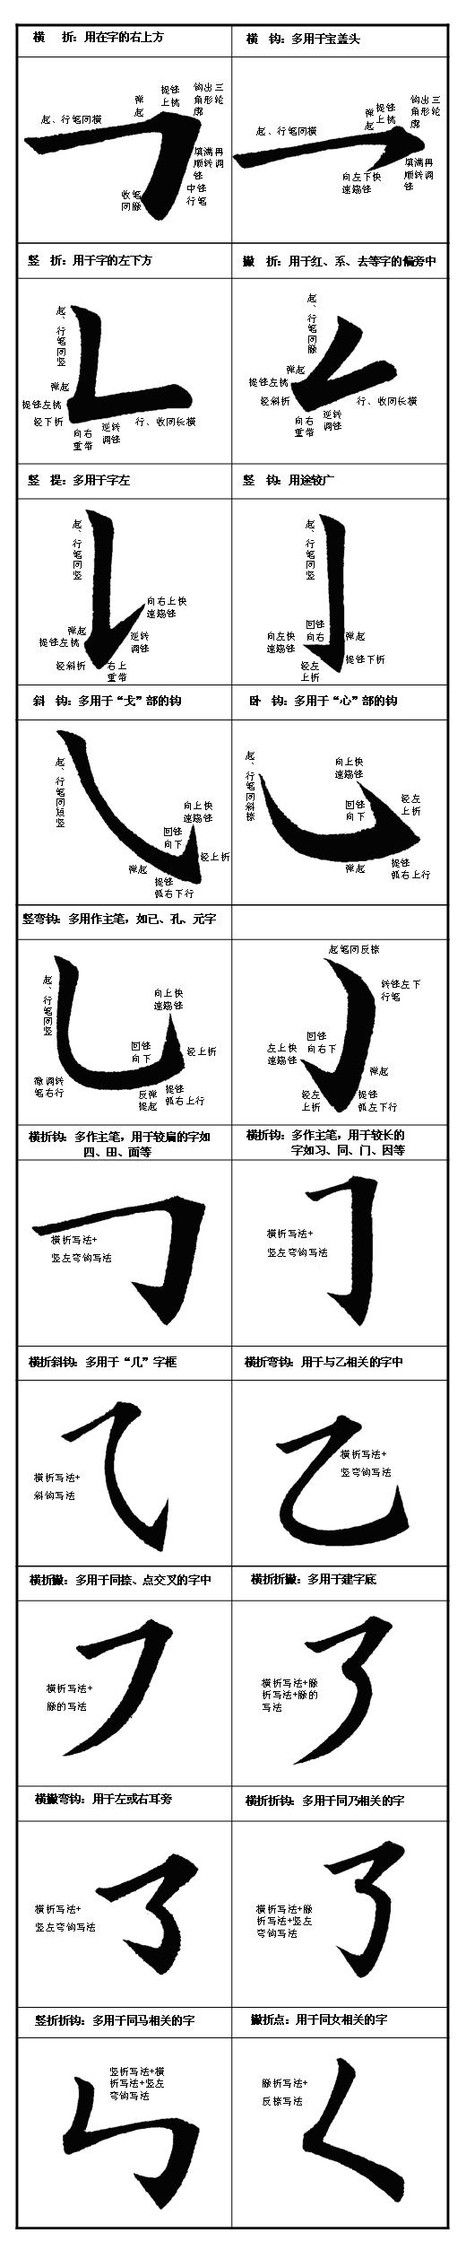 横　折：用在字的右上方
横　钩：多用于宝盖头
起、行笔同横
弹起
提锋上挑
钩出三角形轮廓
填满再顺转调锋
中锋行笔
收笔同撇
起、行笔同横
弹起
提锋上挑
钩出三角形轮廓
填满再顺转调锋
向左下快速踢锋
竖　折：用于字的左下方
撇　折：用于红、系、去等字的偏旁中
起、行笔同竖
弹起
提锋左挑
轻下折
向右重带
逆转调锋
行、收同长横
起、行笔同撇
弹起
提锋左挑
轻斜折
向右重带
逆转调锋
行、收同长横
竖　提：多用于字左
竖　钩：用途较广
起、行笔同竖
向右上快速踢锋
弹起
提锋左挑
逆转调锋
轻斜折
右上重带
起、行笔同竖
回锋向右
向左快速踢锋
弹起
提锋下折
轻左上折
斜　钩：多用于“戈”部的钩
卧　钩：多用于“心”部的钩
起、行笔同短竖
向上快速踢锋
回锋向下
轻上折
弹起
提锋弧右下行
起、行笔同斜捺
向上快速踢锋
回锋向下
轻左上折
弹起
提锋弧右上行
竖弯钩：多用作主笔，如已、孔、元字
起、行笔同竖
向上快速踢锋
回锋向下
轻上折
微调转笔右行
反弹提起
提锋弧右上行
起笔同反捺
转锋左下行笔
回锋向右下
左上快速踢锋
弹起
轻左上折
提锋弧左下行
横折钩：多作主笔，用于较扁的字如
四、田、面等
横折钩：多作主笔，用于较长的
字如习、同、门、因等
横折写法+
竖左弯钩写法
横折写法+
竖左弯钩写法
横折斜钩：多用于“几”字框
横折弯钩：用于与乙相关的字中
横折写法+
斜钩写法
横折写法+
竖弯钩写法
横折撇：多用于同捺、点交叉的字中
横折折撇：多用于建字底
横折写法+
撇的写法
横折写法+撇
折写法+撇的
写法
横撇弯钩：用于左或右耳旁
横折折钩：多用于同乃相关的字
横折写法+
竖左弯钩写法
横折写法+撇
折写法+竖左
弯钩写法
竖折折钩：多用于同马相关的字
撇折点：用于同女相关的字
竖折写法+横
折写法+竖左
弯钩写法
撇折写法+
反捺写法